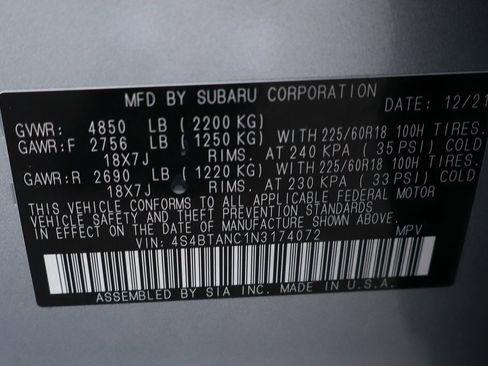 MFD BY SUBARU CORPORATION DATE: 12/21
GVWR: 4850 LB (2200 KG)
GAWR:F 2756 LB (1250 KG) WITH 225/60R18 100H TIRES.
18X7J RIMS. AT 240 KPA (35 PSI) COLD
GAWR:R 2690 LB (1220 KG) WITH 225/60R18 100H TIRES.
18X7J RIMS. AT 230 KPA (33 PSI) COLD
THIS VEHICLE CONFORMS TO ALL APPLICABLE FEDERAL MOTOR
VEHICLE SAFETY AND THEFT PREVENTION STANDARDS
IN EFFECT ON THE DATE OF MANUFACTURE SHOWN ABOVE.
VIN: 4S4BTANC1N3174072 MPV
ASSEMBLED BY SIA INC. MADE IN U.S.A.